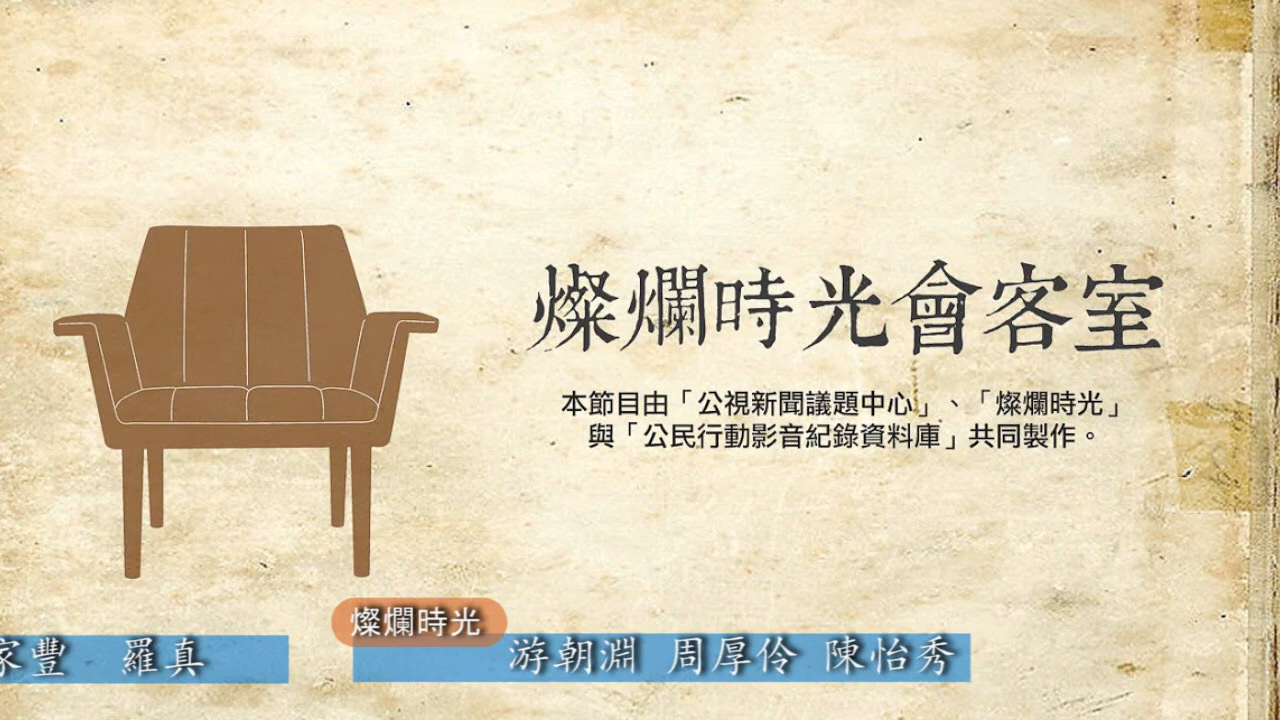 燦爛時光會客室
本節目由「公視新聞議題中心」、「燦爛時光」
與「公民行動影音紀錄資料庫」共同製作。
燦爛時光
家豐 羅真
游朝淵 周厚伶 陳怡秀